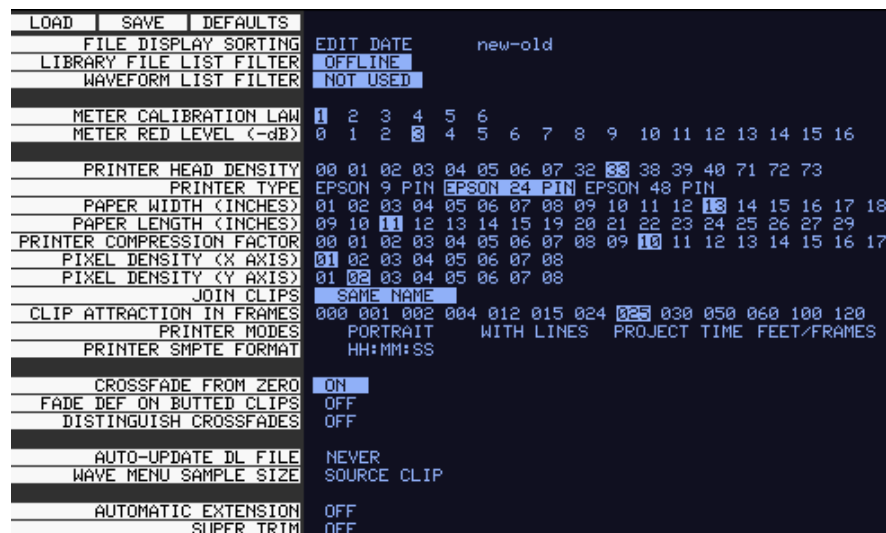 LOAD SAVE DEFAULTS
FILE DISPLAY SORTING EDIT DATE new-old
LIBRARY FILE LIST FILTER OFFLINE
WAVEFORM LIST FILTER NOT USED
METER CALIBRATION LAW 1 2 3 4 5 6
METER RED LEVEL (-dB) 0 1 2 3 4 5 6 7 8 9 10 11 12 13 14 15 16
PRINTER HEAD DENSITY 00 01 02 03 04 05 06 07 32 33 38 39 40 71 72 73
PRINTER TYPE EPSON 9 PIN EPSON 24 PIN EPSON 48 PIN
PAPER WIDTH (INCHES) 01 02 03 04 05 06 07 08 09 10 11 12 13 14 15 16 17 18
PAPER LENGTH (INCHES) 09 10 11 12 13 14 15 19 20 21 22 23 24 25 26 27 29
PRINTER COMPRESSION FACTOR 00 01 02 03 04 05 06 07 08 09 10 11 12 13 14 15 16 17
PIXEL DENSITY (X AXIS) 01 02 03 04 05 06 07 08
PIXEL DENSITY (Y AXIS) 01 02 03 04 05 06 07 08
JOIN CLIPS SAME NAME
CLIP ATTRACTION IN FRAMES 000 001 002 004 012 015 024 025 030 050 060 100 120
PRINTER MODES PORTRAIT WITH LINES PROJECT TIME FEET/FRAMES
PRINTER SMPTE FORMAT HH:MM:SS
CROSSFADE FROM ZERO ON
FADE DEF ON BUTTED CLIPS OFF
DISTINGUISH CROSSFADES OFF
AUTO-UPDATE DL FILE NEVER
WAVE MENU SAMPLE SIZE SOURCE CLIP
AUTOMATIC EXTENSION OFF
SUPER TRIM OFF